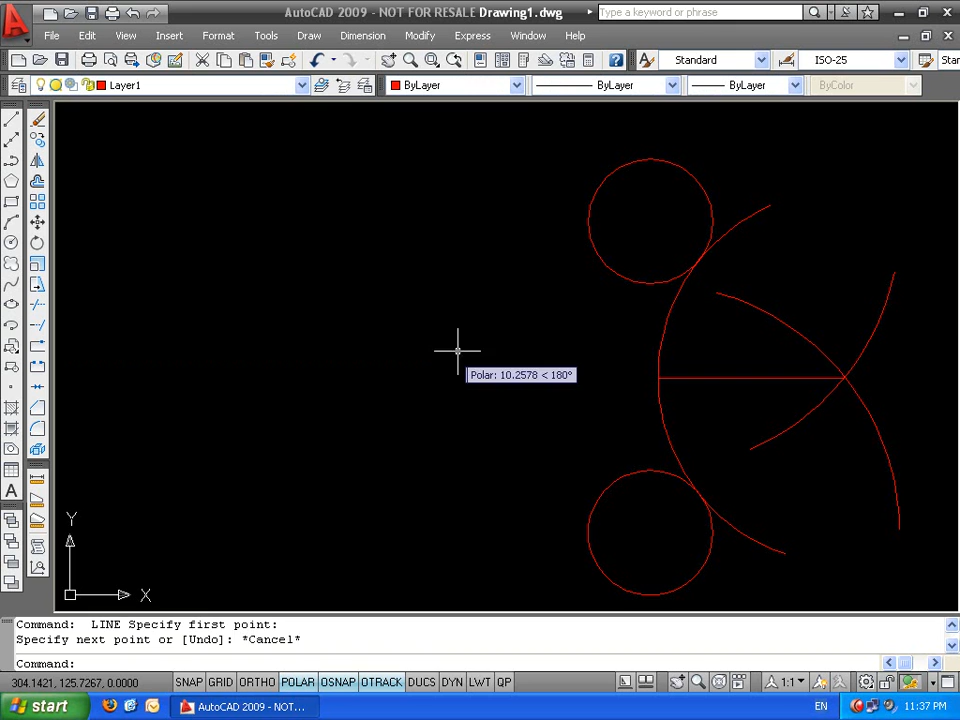 AutoCAD 2009 - NOT FOR RESALE Drawing1.dwg
Type a keyword or phrase
File Edit View Insert Format Tools Draw Dimension Modify Express Window Help
Standard ISO-25 Stan
Layer1 ByLayer ByLayer ByLayer ByColor
A
Polar: 10.2578 < 180°
Y
X
Command:  LINE Specify first point:
Specify next point or [Undo]: *Cancel*
Command:
304.1421, 125.7267, 0.0000 SNAP GRID ORTHO POLAR OSNAP OTRACK DUCS DYN LWT QP 1:1
start AutoCAD 2009 - NOT... EN 11:37 PM